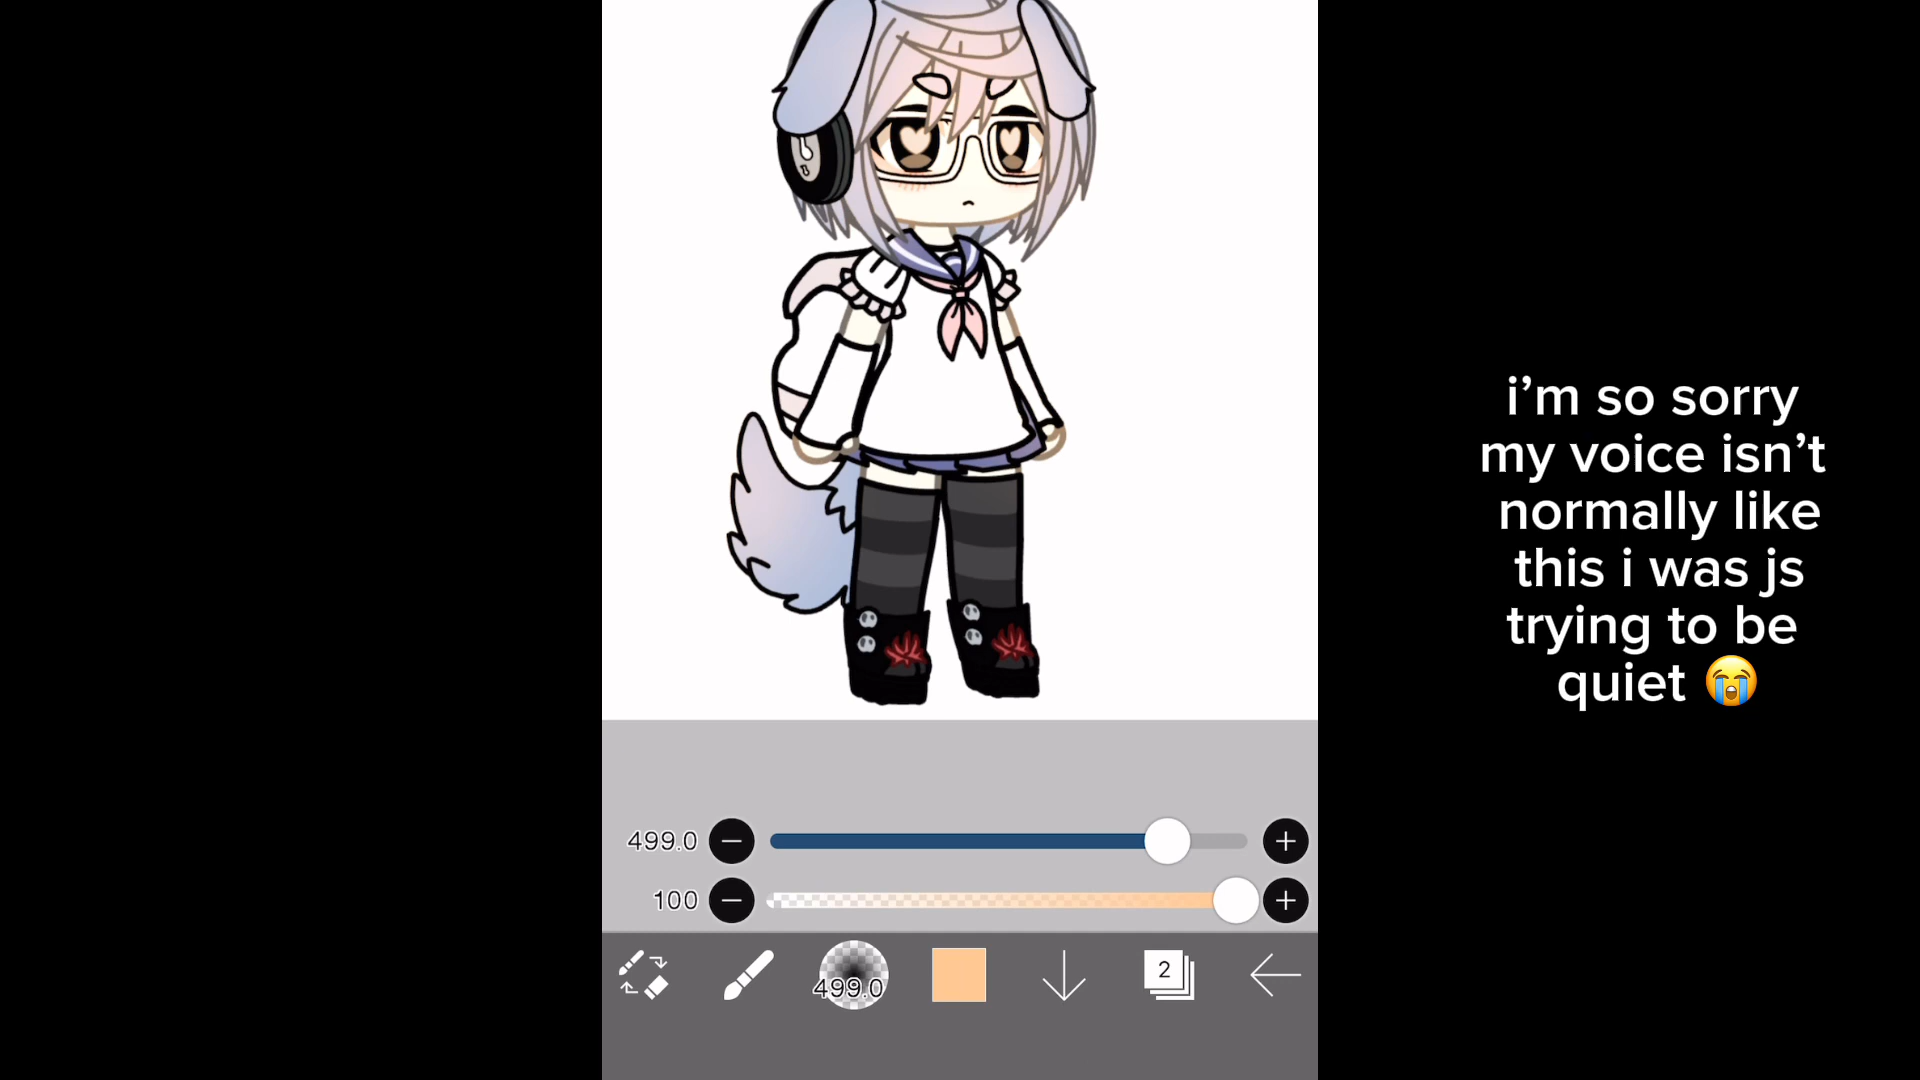 i’m so sorry
my voice isn’t
normally like
this i was js
trying to be
quiet 😭
499.0
100
499.0
2